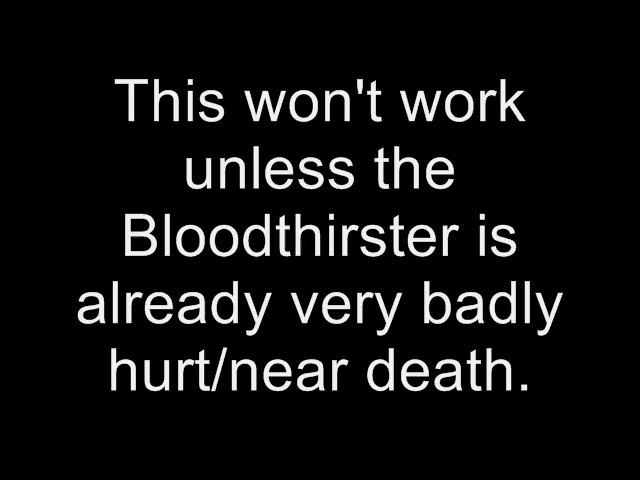 This won't work
unless the
Bloodthirster is
already very badly
hurt/near death.